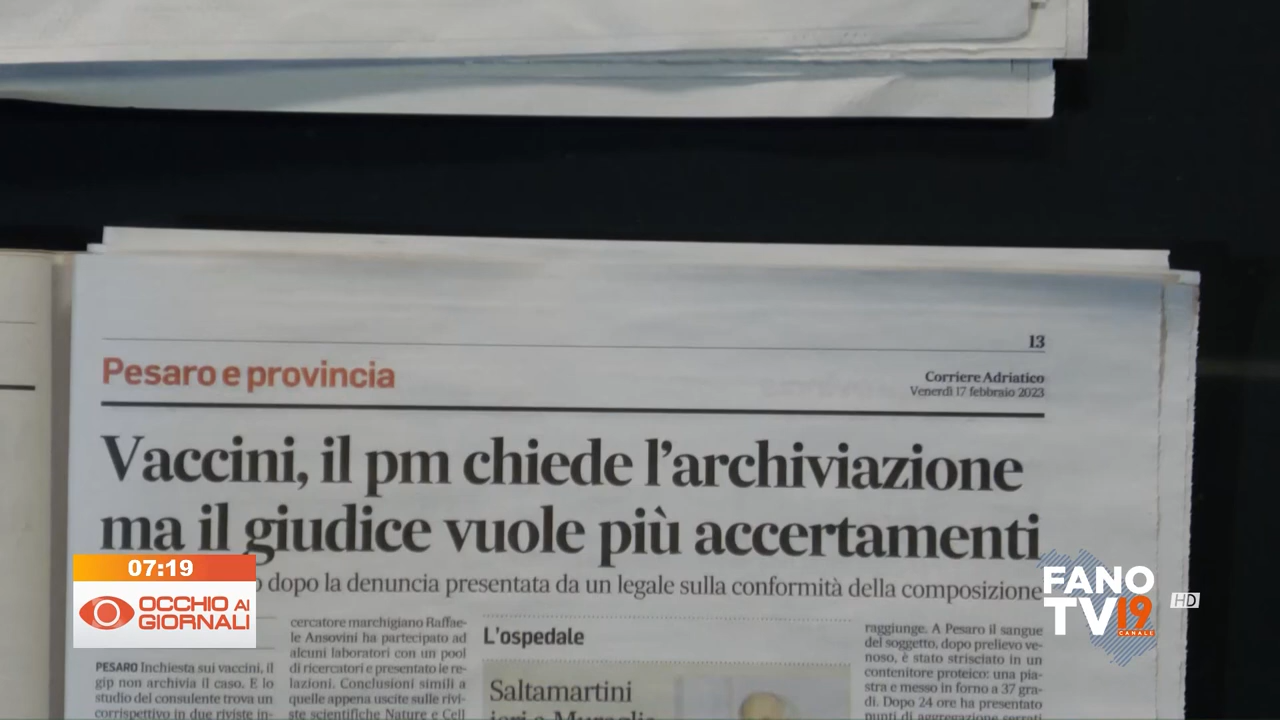 13
Pesaro e provincia
Corriere Adriatico
Venerdì 17 febbraio 2023
Vaccini, il pm chiede l'archiviazione
ma il giudice vuole più accertamenti
dopo la denuncia presentata da un legale sulla conformità della composizione
PESARO Inchiesta sui vaccini, il
gip non archivia il caso. E lo
studio del consulente trova un
corrispettivo in due riviste in-
cercatore marchigiano Raffae-
le Ansovini ha partecipato ad
alcuni laboratori con un pool
di ricercatori e presentato le re-
lazioni. Conclusioni simili a
quelle appena uscite sulle rivi-
ste scientifiche Nature e Cell
L'ospedale
Saltamartini
ieri a Muraglia
raggiunge. A Pesaro il sangue
del soggetto, dopo prelievo ve-
noso, è stato strisciato in un
contenitore proteico: una pia-
stra e messo in forno a 37 gra-
di. Dopo 24 ore ha presentato
punti di aggregazione serrati
07:19
OCCHIO AI
GIORNALI
FANO
TV19
CANALE
HD